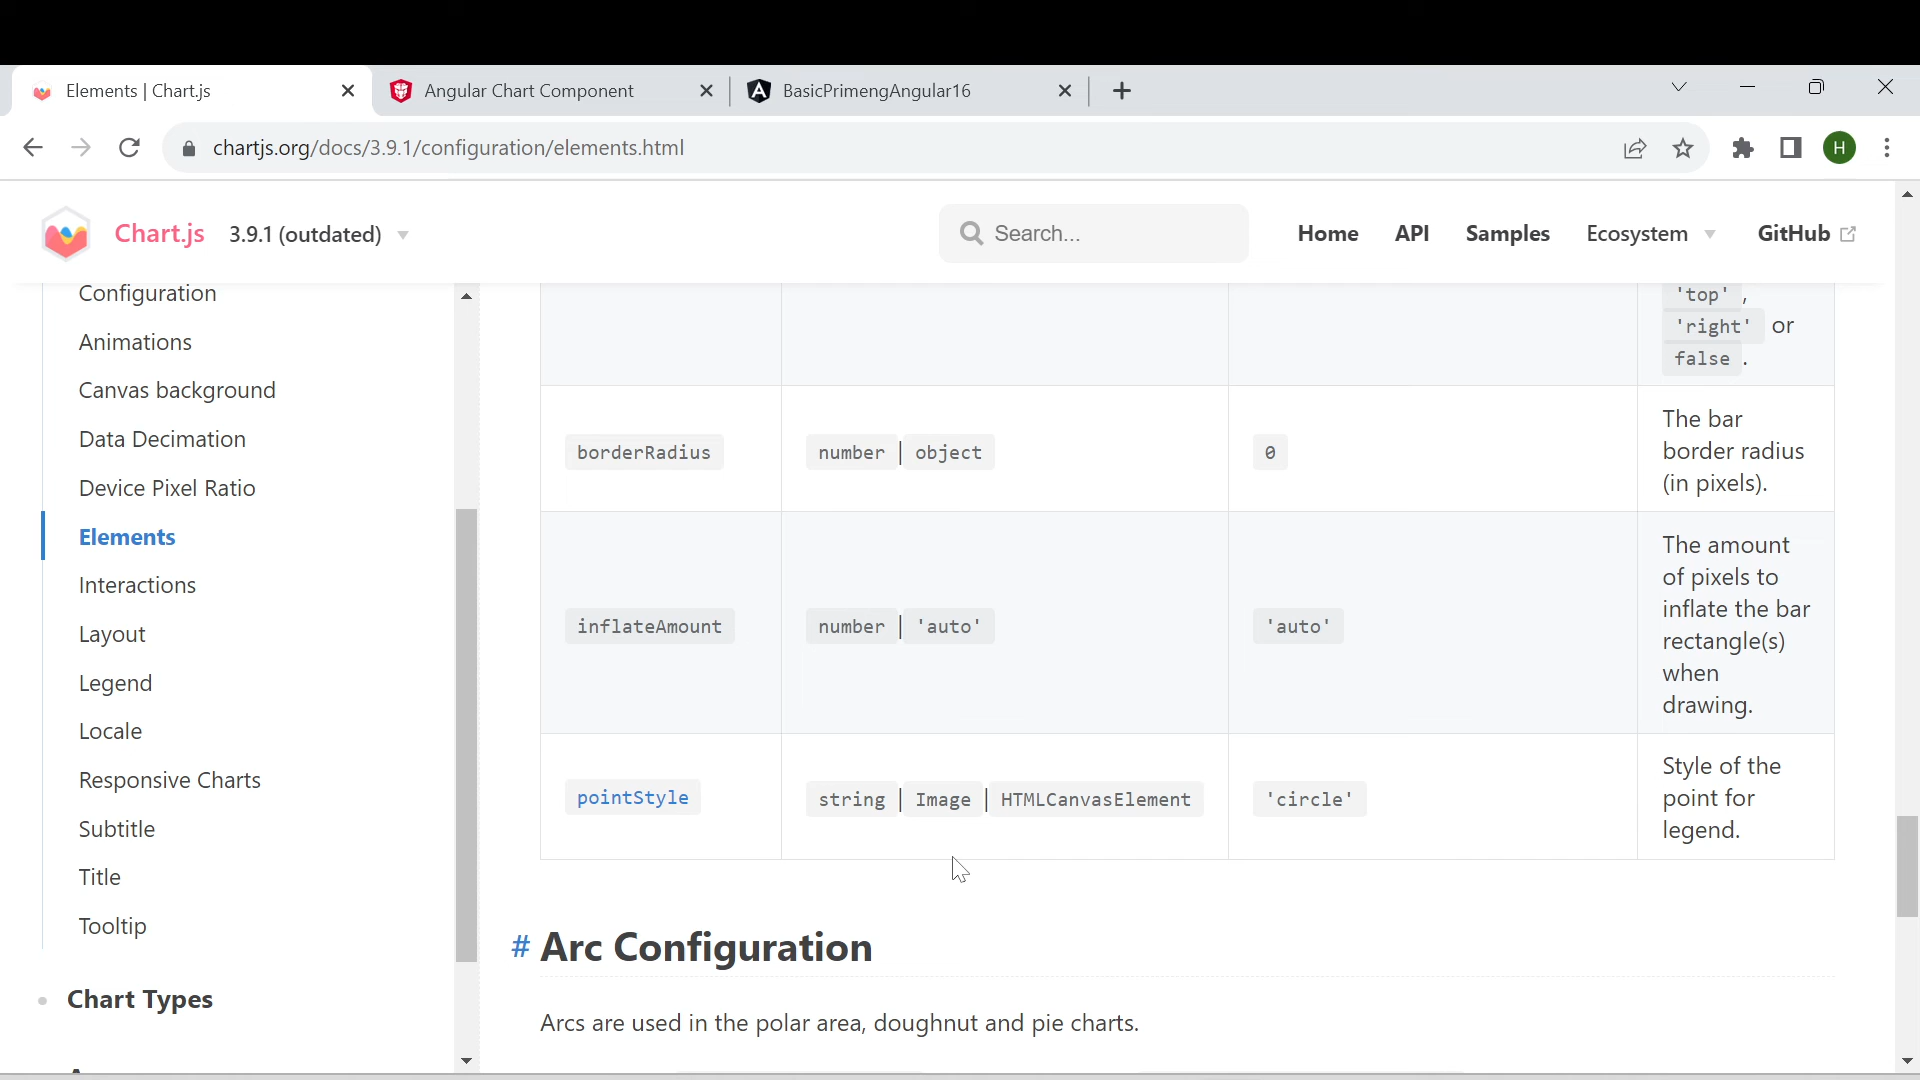 Elements | Chart.js
Angular Chart Component
BasicPrimengAngular16
chartjs.org/docs/3.9.1/configuration/elements.html
H
Chart.js 3.9.1 (outdated)
Search...
Home API Samples Ecosystem GitHub
Configuration
Animations
Canvas background
Data Decimation
Device Pixel Ratio
Elements
Interactions
Layout
Legend
Locale
Responsive Charts
Subtitle
Title
Tooltip
Chart Types
'top',
'right' or
false.
borderRadius number | object 0 The bar
border radius
(in pixels).
inflateAmount number | 'auto' 'auto' The amount
of pixels to
inflate the bar
rectangle(s)
when
drawing.
pointStyle string | Image | HTMLCanvasElement 'circle' Style of the
point for
legend.
# Arc Configuration
Arcs are used in the polar area, doughnut and pie charts.